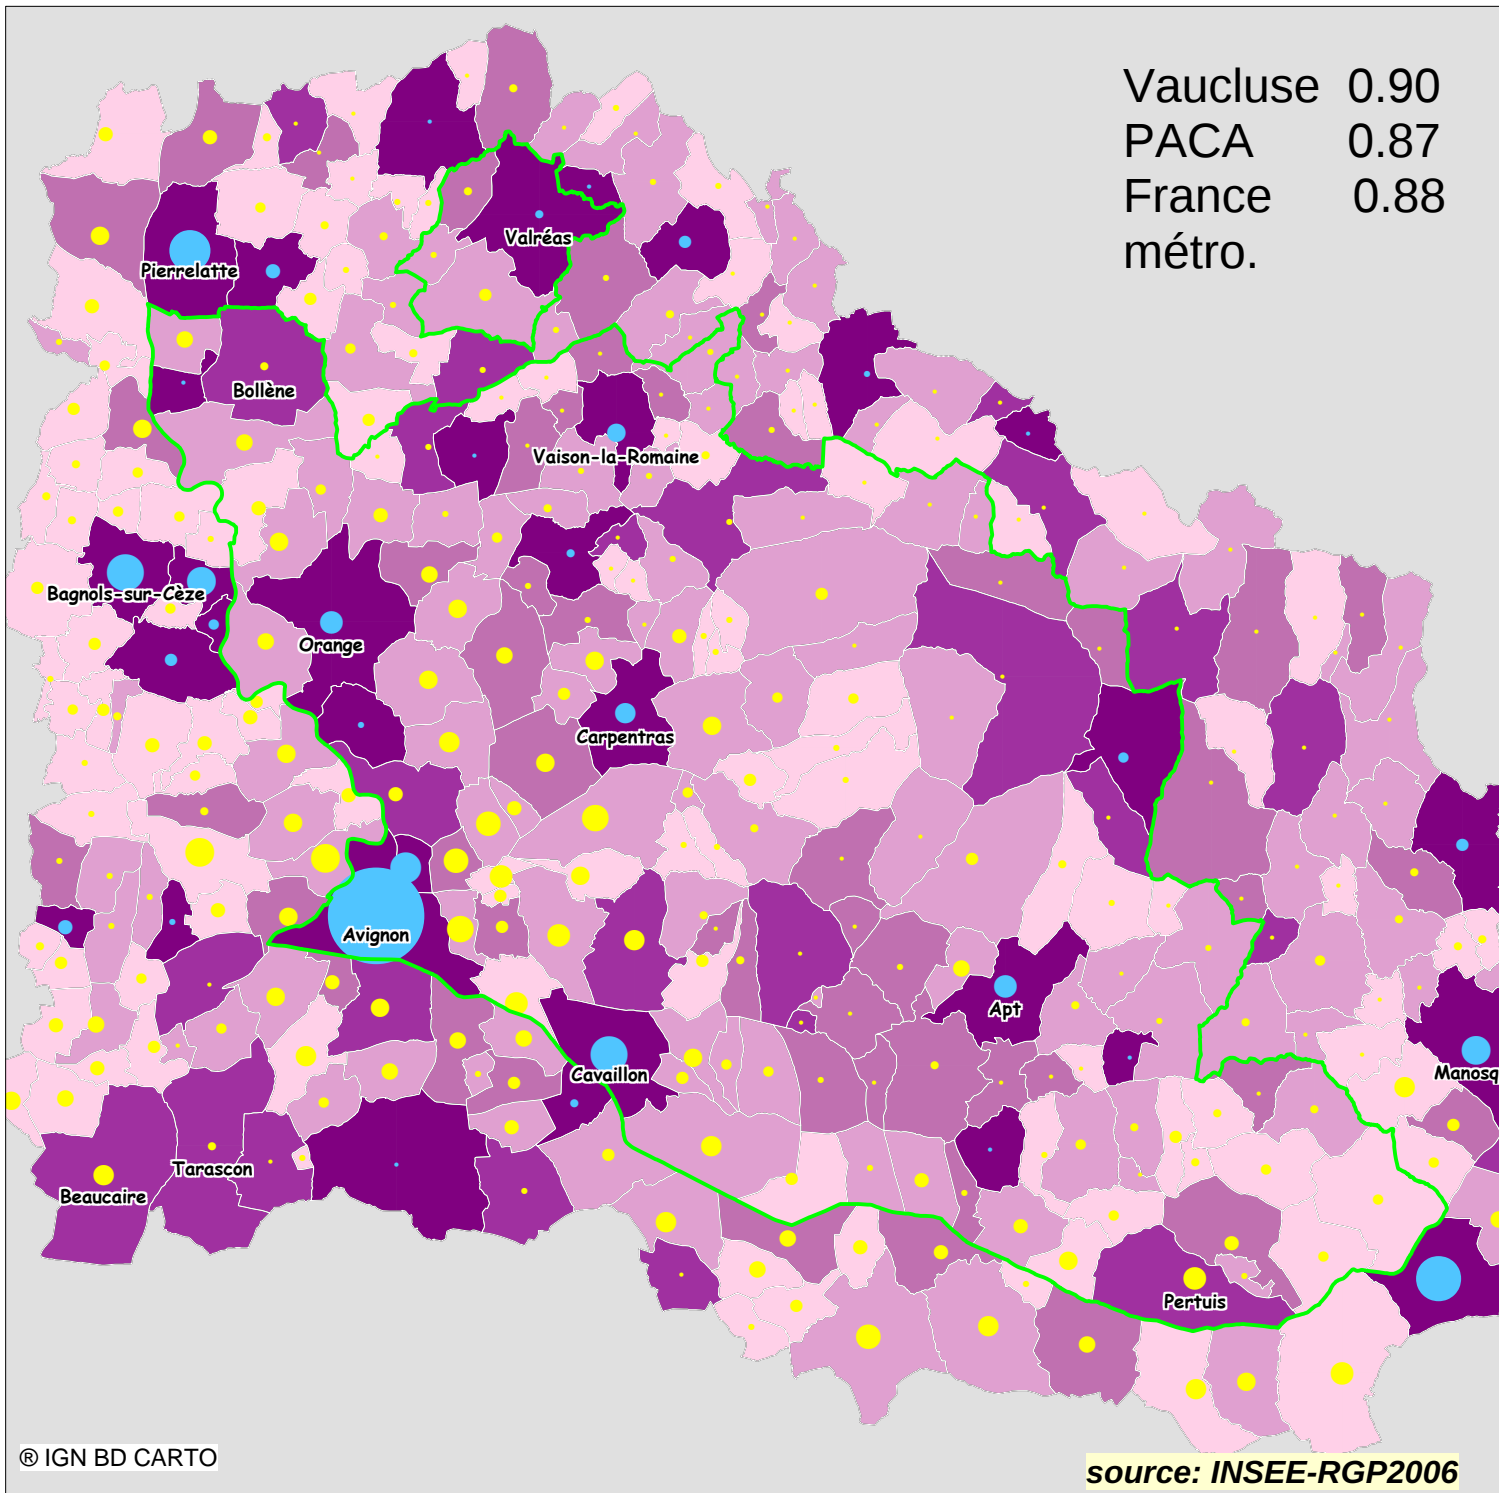 Vaucluse 0.90
PACA 0.87
France 0.88
métro.
Valréas
Pierrelatte
Bollène
Vaison-la-Romaine
Bagnols-sur-Cèze
Orange
Carpentras
Avignon
Apt
Cavaillon
Manosq
Tarascon
Beaucaire
Pertuis
® IGN BD CARTO
source: INSEE-RGP2006